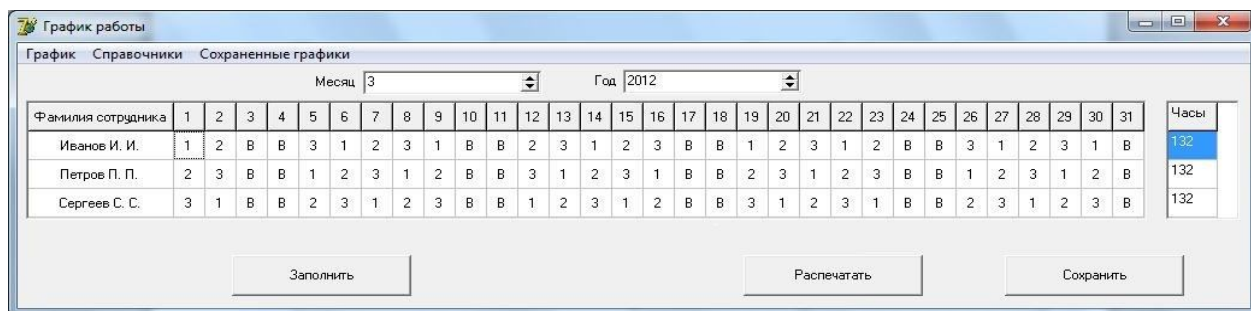 График работы
График Справочники Сохраненные графики
Месяц 3 Год 2012
Фамилия сотрудника 1 2 3 4 5 6 7 8 9 10 11 12 13 14 15 16 17 18 19 20 21 22 23 24 25 26 27 28 29 30 31 Часы
Иванов И. И. 1 2 В В 3 1 2 3 1 В В 2 3 1 2 3 В В 1 2 3 1 2 В В 3 1 2 3 1 В 132
Петров П. П. 2 3 В В 1 2 3 1 2 В В 3 1 2 3 1 В В 2 3 1 2 3 В В 1 2 3 1 2 В 132
Сергеев С. С. 3 1 В В 2 3 1 2 3 В В 1 2 3 1 2 В В 3 1 2 3 1 В В 2 3 1 2 3 В 132
Заполнить Распечатать Сохранить